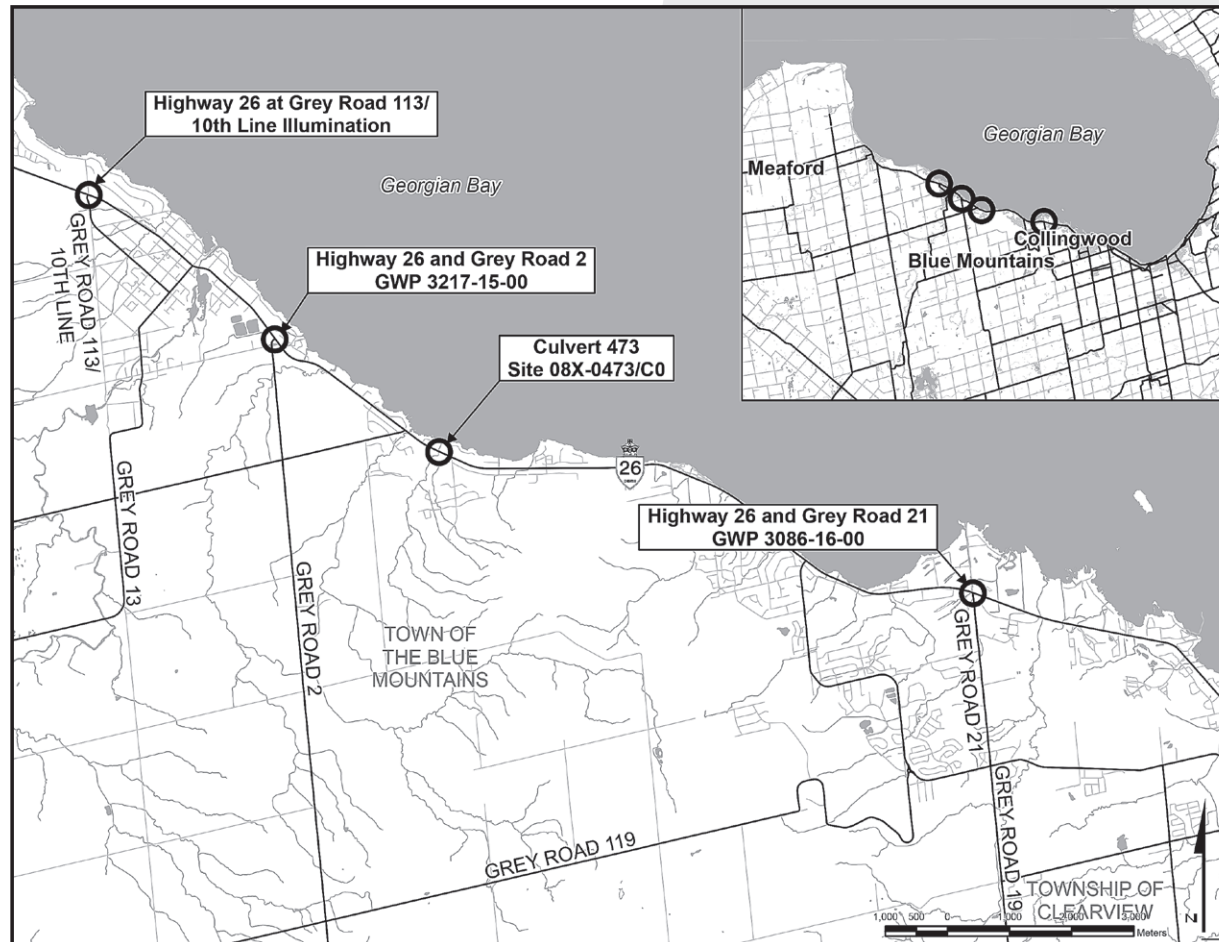 Highway 26 at Grey Road 113/
10th Line Illumination
Georgian Bay
Highway 26 and Grey Road 2
GWP 3217-15-00
Culvert 473
Site 08X-0473/C0
Highway 26 and Grey Road 21
GWP 3086-16-00
GREY ROAD 113/
10TH LINE
GREY ROAD 13
GREY ROAD 2
TOWN OF
THE BLUE
MOUNTAINS
26
GREY ROAD 21
GREY ROAD 19
GREY ROAD 119
TOWNSHIP OF
CLEARVIEW
1,000 500 0 1,000 2,000 3,000
Meters
N
Georgian Bay
Meaford
Collingwood
Blue Mountains